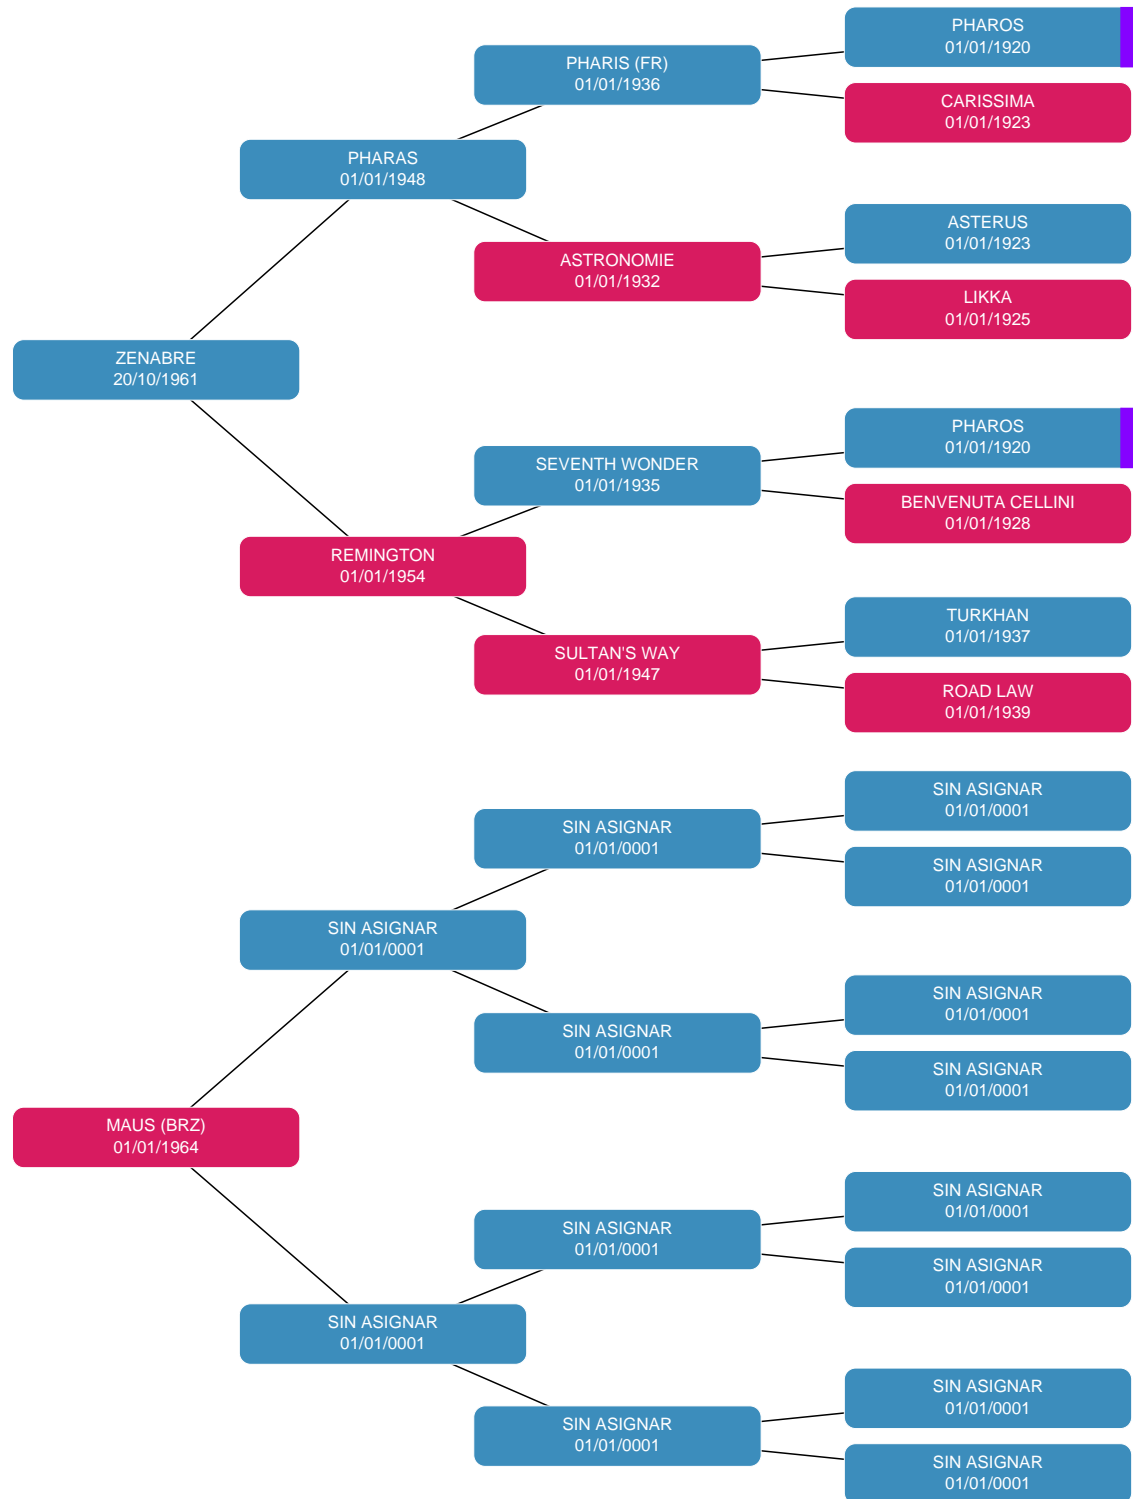 PHAROS
01/01/1920
PHARIS (FR)
01/01/1936
CARISSIMA
01/01/1923
PHARAS
01/01/1948
ASTERUS
01/01/1923
ASTRONOMIE
01/01/1932
LIKKA
01/01/1925
ZENABRE
20/10/1961
PHAROS
01/01/1920
SEVENTH WONDER
01/01/1935
BENVENUTA CELLINI
01/01/1928
REMINGTON
01/01/1954
TURKHAN
01/01/1937
SULTAN'S WAY
01/01/1947
ROAD LAW
01/01/1939
SIN ASIGNAR
01/01/0001
SIN ASIGNAR
01/01/0001
SIN ASIGNAR
01/01/0001
SIN ASIGNAR
01/01/0001
SIN ASIGNAR
01/01/0001
SIN ASIGNAR
01/01/0001
SIN ASIGNAR
01/01/0001
MAUS (BRZ)
01/01/1964
SIN ASIGNAR
01/01/0001
SIN ASIGNAR
01/01/0001
SIN ASIGNAR
01/01/0001
SIN ASIGNAR
01/01/0001
SIN ASIGNAR
01/01/0001
SIN ASIGNAR
01/01/0001
SIN ASIGNAR
01/01/0001